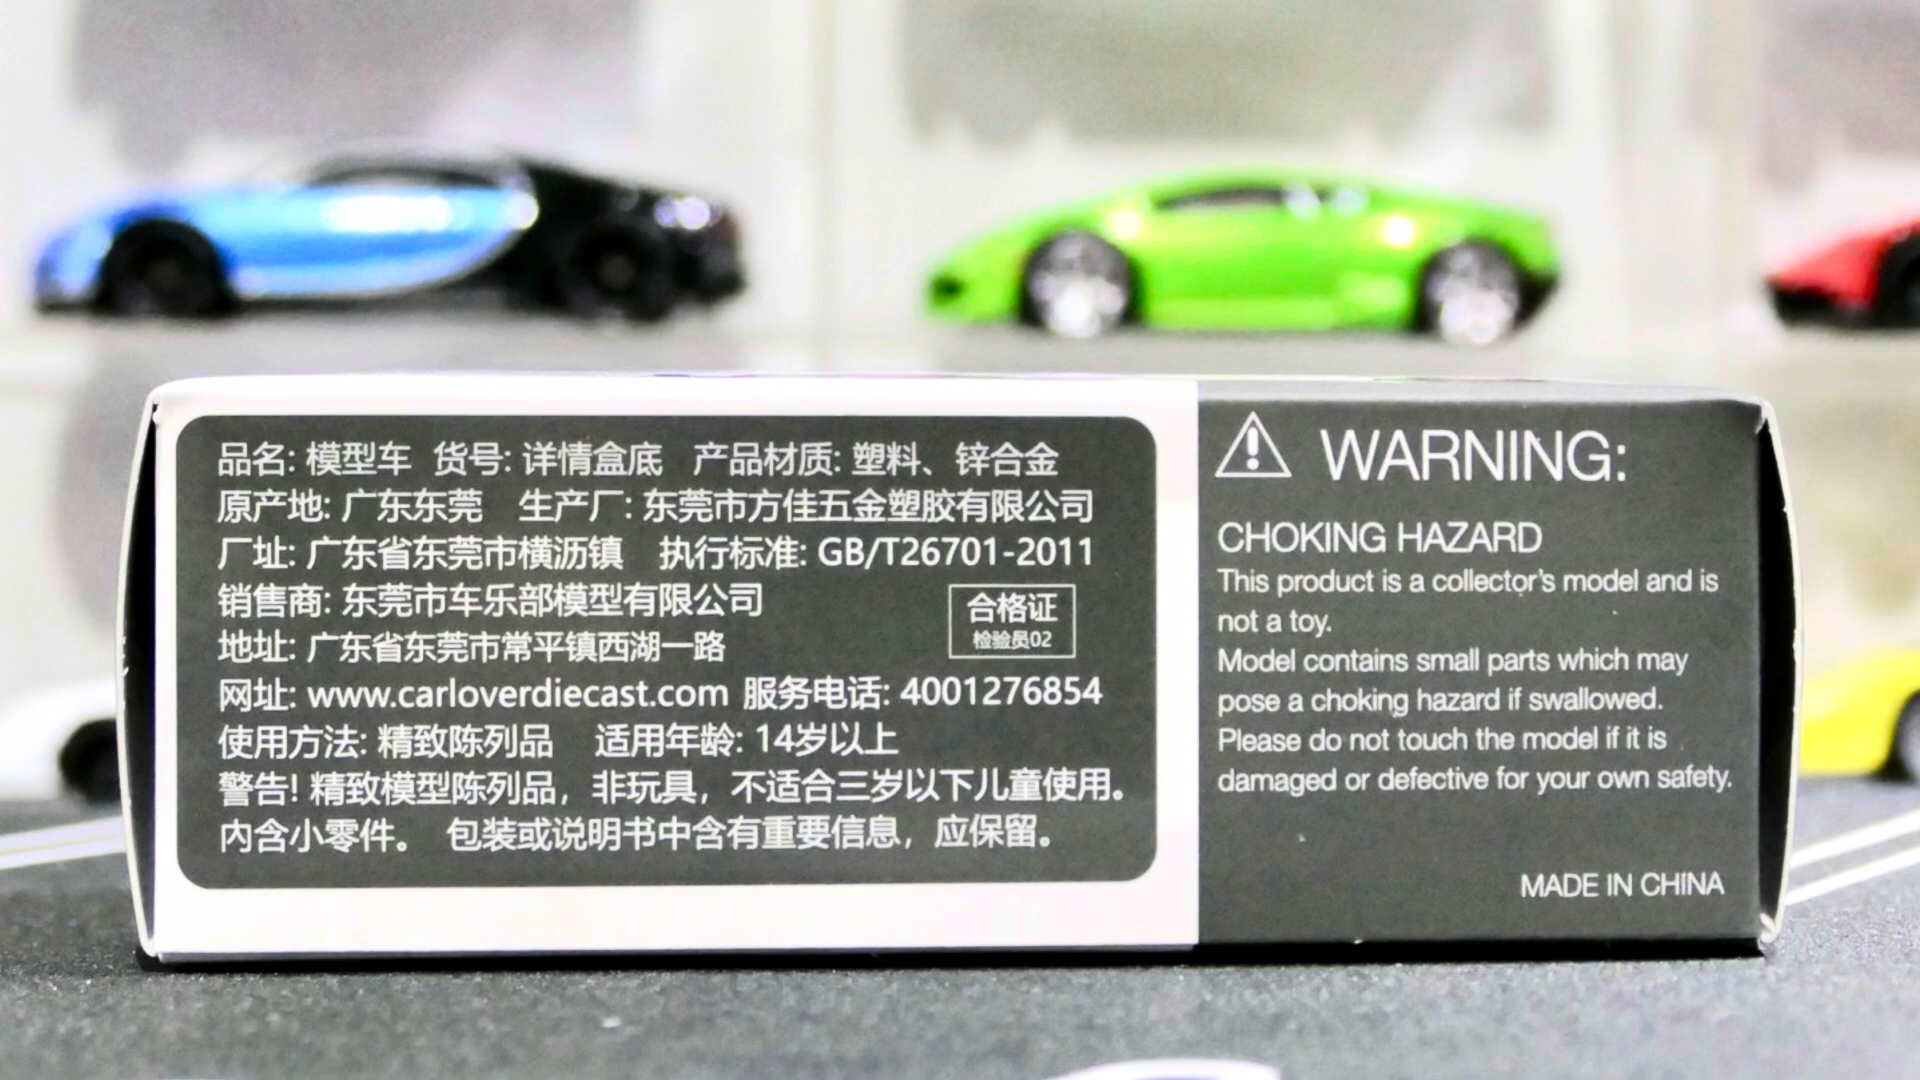 品名: 模型车 货号: 详情盒底 产品材质: 塑料、锌合金
原产地: 广东东莞 生产厂: 东莞市方佳五金塑胶有限公司
厂址: 广东省东莞市横沥镇 执行标准: GB/T26701-2011
销售商: 东莞市车乐部模型有限公司
地址: 广东省东莞市常平镇西湖一路
合格证
检验员02
网址: www.carloverdiecast.com 服务电话: 4001276854
使用方法: 精致陈列品 适用年龄: 14岁以上
警告! 精致模型陈列品，非玩具，不适合三岁以下儿童使用。
内含小零件。 包装或说明书中含有重要信息，应保留。
WARNING:
CHOKING HAZARD
This product is a collector's model and is
not a toy.
Model contains small parts which may
pose a choking hazard if swallowed.
Please do not touch the model if it is
damaged or defective for your own safety.
MADE IN CHINA